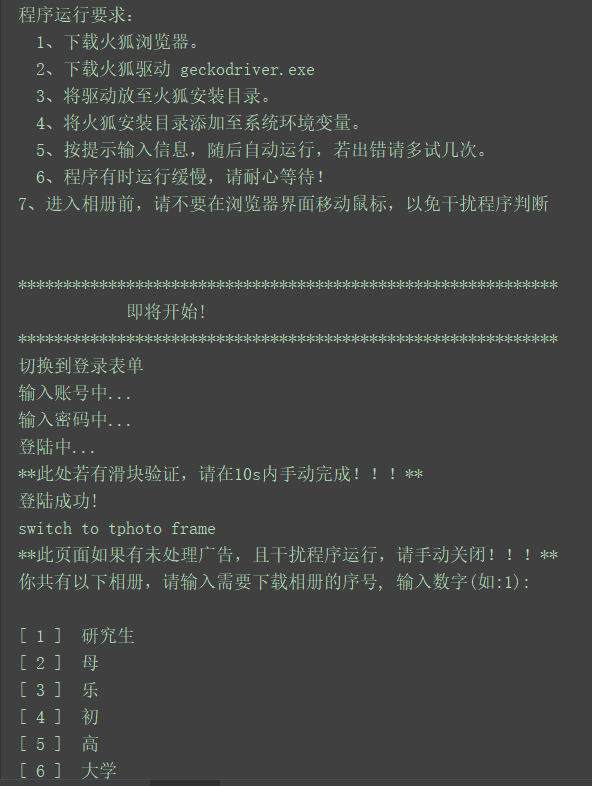 程序运行要求:
1、下载火狐浏览器。
2、下载火狐驱动 geckodriver.exe
3、将驱动放至火狐安装目录。
4、将火狐安装目录添加至系统环境变量。
5、按提示输入信息，随后自动运行，若出错请多试几次。
6、程序有时运行缓慢，请耐心等待!
7、进入相册前，请不要在浏览器界面移动鼠标，以免干扰程序判断
************************************************************
即将开始!
************************************************************
切换到登录表单
输入账号中...
输入密码中...
登陆中...
**此处若有滑块验证，请在10s内手动完成！！！**
登陆成功!
switch to tphoto frame
**此页面如果有未处理广告，且干扰程序运行，请手动关闭！！！**
你共有以下相册，请输入需要下载相册的序号, 输入数字(如:1):
[ 1 ] 研究生
[ 2 ] 母
[ 3 ] 乐
[ 4 ] 初
[ 5 ] 高
[ 6 ] 大学